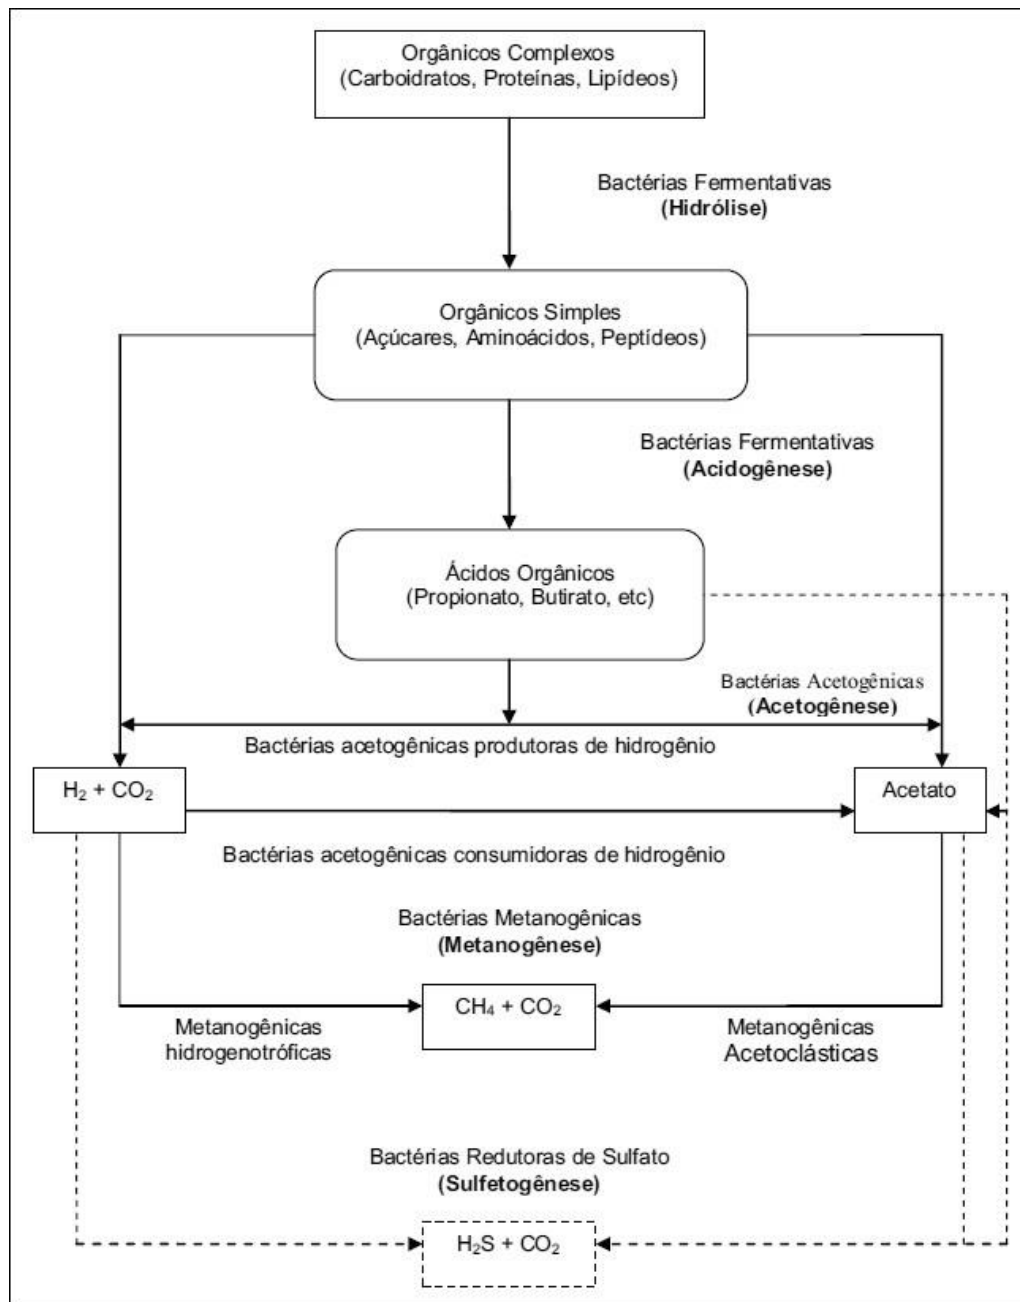 Orgânicos Complexos
(Carboidratos, Proteínas, Lipídeos)
Bactérias Fermentativas
(Hidrólise)
Orgânicos Simples
(Açúcares, Aminoácidos, Peptídeos)
Bactérias Fermentativas
(Acidogênese)
Ácidos Orgânicos
(Propionato, Butirato, etc)
Bactérias Acetogênicas
(Acetogênese)
Bactérias acetogênicas produtoras de hidrogênio
H₂ + CO₂
Acetato
Bactérias acetogênicas consumidoras de hidrogênio
Bactérias Metanogênicas
(Metanogênese)
CH₄ + CO₂
Metanogênicas
hidrogenotróficas
Metanogênicas
Acetoclásticas
Bactérias Redutoras de Sulfato
(Sulfetogênese)
H₂S + CO₂